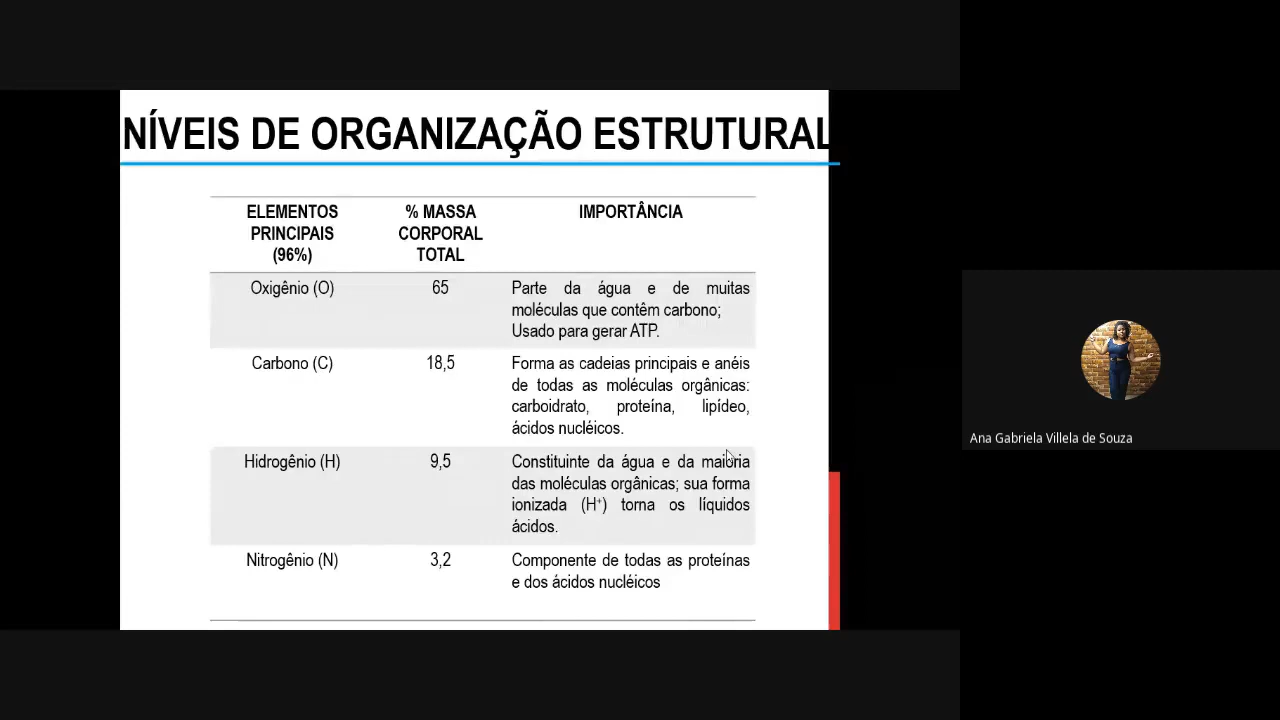 NÍVEIS DE ORGANIZAÇÃO ESTRUTURAL
ELEMENTOS
PRINCIPAIS
(96%)
% MASSA
CORPORAL
TOTAL
IMPORTÂNCIA
Oxigênio (O)
65
Parte da água e de muitas
moléculas que contêm carbono;
Usado para gerar ATP.
Carbono (C)
18,5
Forma as cadeias principais e anéis
de todas as moléculas orgânicas:
carboidrato, proteína, lipídeo,
ácidos nucléicos.
Hidrogênio (H)
9,5
Constituinte da água e da maioria
das moléculas orgânicas; sua forma
ionizada (H⁺) torna os líquidos
ácidos.
Nitrogênio (N)
3,2
Componente de todas as proteínas
e dos ácidos nucléicos
Ana Gabriela Villela de Souza